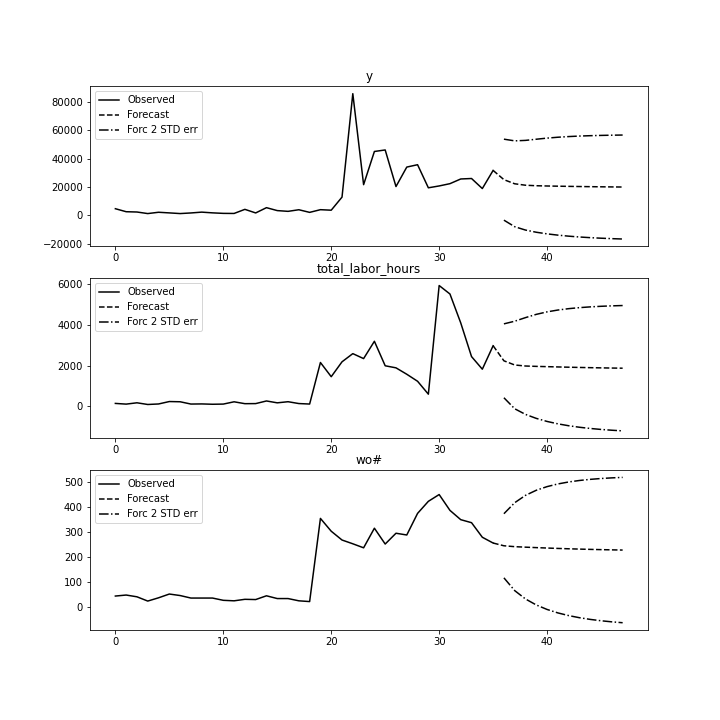 y
80000
60000
40000
20000
0
−20000
Observed
Forecast
Forc 2 STD err
0 10 20 30 40
total_labor_hours
6000
4000
2000
0
Observed
Forecast
Forc 2 STD err
0 10 20 30 40
wo#
500
400
300
200
100
0
Observed
Forecast
Forc 2 STD err
0 10 20 30 40